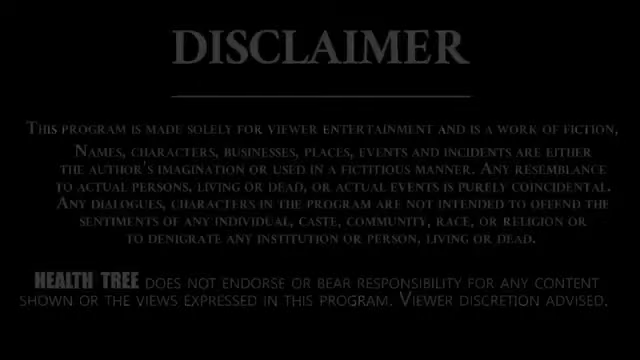 DISCLAIMER
THIS PROGRAM IS MADE SOLELY FOR VIEWER ENTERTAINMENT AND IS A WORK OF FICTION,
NAMES, CHARACTERS, BUSINESSES, PLACES, EVENTS AND INCIDENTS ARE EITHER
THE AUTHOR'S IMAGINATION OR USED IN A FICTITIOUS MANNER. ANY RESEMBLANCE
TO ACTUAL PERSONS, LIVING OR DEAD, OR ACTUAL EVENTS IS PURELY COINCIDENTAL.
ANY DIALOGUES, CHARACTERS IN THE PROGRAM ARE NOT INTENDED TO OFFEND THE
SENTIMENTS OF ANY INDIVIDUAL, CASTE, COMMUNITY, RACE, OR RELIGION OR
TO DENIGRATE ANY INSTITUTION OR PERSON, LIVING OR DEAD.
HEALTH TREE DOES NOT ENDORSE OR BEAR RESPONSIBILITY FOR ANY CONTENT
SHOWN OR THE VIEWS EXPRESSED IN THIS PROGRAM. VIEWER DISCRETION ADVISED.